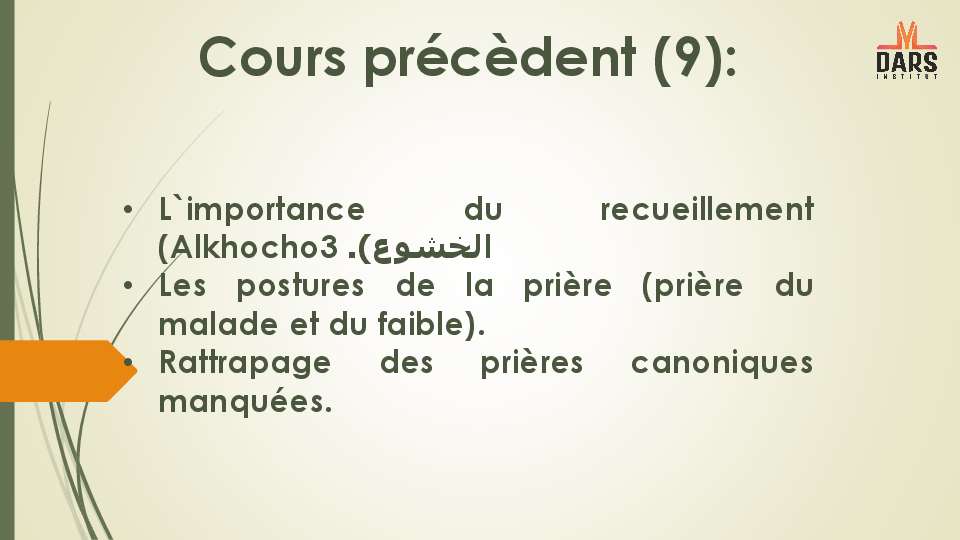 Cours précèdent (9):
DARS
INSTITUT
• L`importance du recueillement
(Alkhocho3 الخشوع).
• Les postures de la prière (prière du
malade et du faible).
• Rattrapage des prières canoniques
manquées.